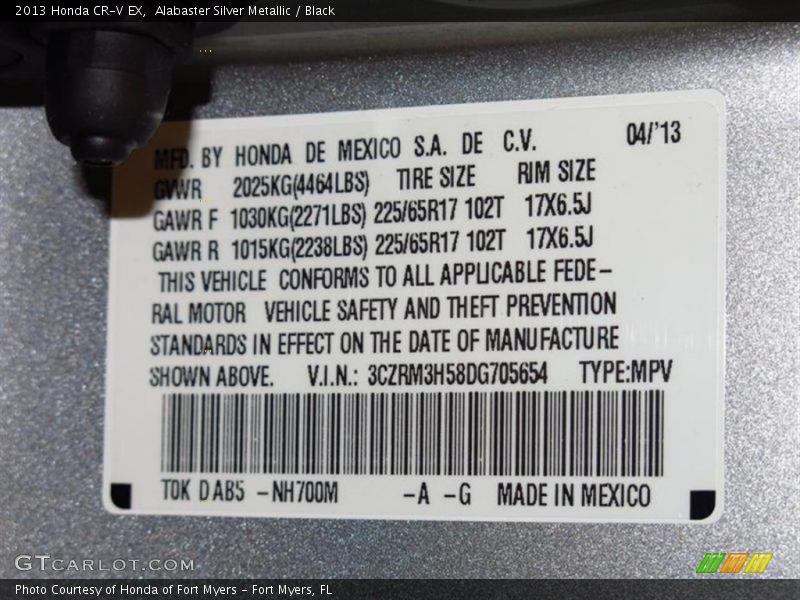 2013 Honda CR-V EX, Alabaster Silver Metallic / Black
MFD. BY HONDA DE MEXICO S.A. DE C.V. 04/'13
GVWR 2025KG(4464LBS) TIRE SIZE RIM SIZE
GAWR F 1030KG(2271LBS) 225/65R17 102T 17X6.5J
GAWR R 1015KG(2238LBS) 225/65R17 102T 17X6.5J
THIS VEHICLE CONFORMS TO ALL APPLICABLE FEDE-
RAL MOTOR VEHICLE SAFETY AND THEFT PREVENTION
STANDARDS IN EFFECT ON THE DATE OF MANUFACTURE
SHOWN ABOVE. V.I.N.: 3CZRM3H58DG705654 TYPE:MPV
T0K DAB5 -NH700M -A -G MADE IN MEXICO
GTCARLOT.COM
Photo Courtesy of Honda of Fort Myers - Fort Myers, FL